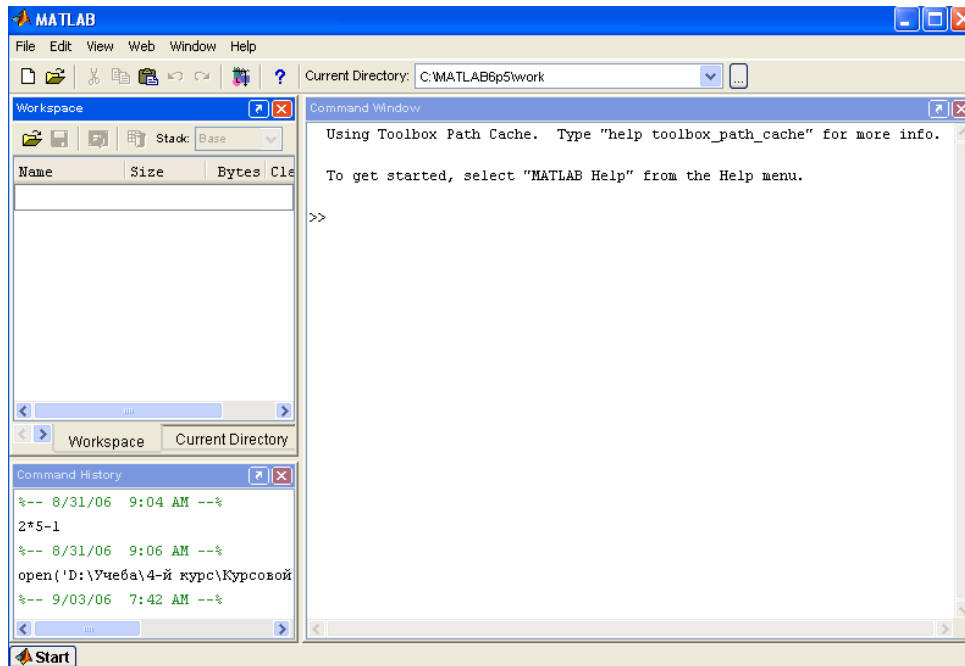 MATLAB
File Edit View Web Window Help
? Current Directory: C:\MATLAB6p5\work ...
Workspace
Stack: Base
Name Size Bytes Cla
Workspace Current Directory
Command History
%-- 8/31/06 9:04 AM --%
2*5-1
%-- 8/31/06 9:06 AM --%
open('D:\Учеба\4-й курс\Курсовой
%-- 9/03/06 7:42 AM --%
Command Window
Using Toolbox Path Cache. Type "help toolbox_path_cache" for more info.
To get started, select "MATLAB Help" from the Help menu.
>>
Start